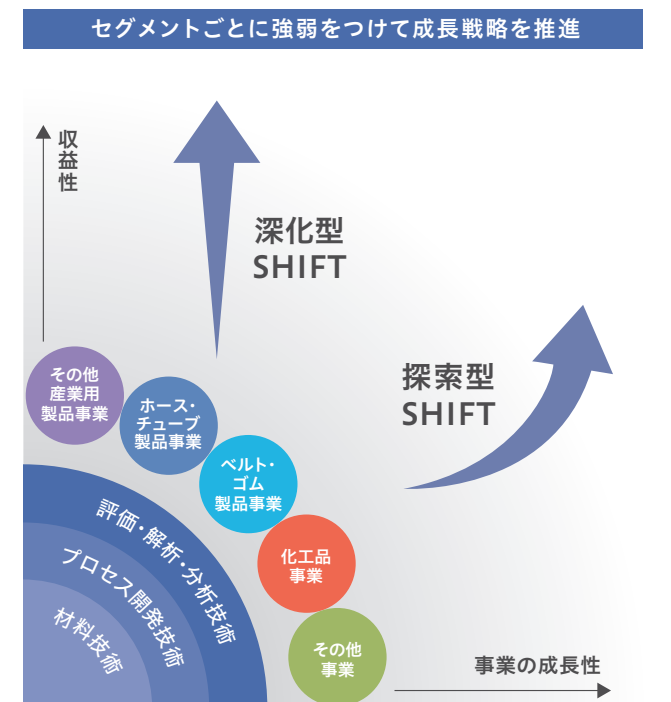 セグメントごとに強弱をつけて成長戦略を推進
収益性
深化型
SHIFT
探索型
SHIFT
その他
産業用
製品事業
ホース・
チューブ
製品事業
ベルト・
ゴム
製品事業
化工品
事業
その他
事業
評価・解析・分析技術
プロセス開発技術
材料技術
事業の成長性